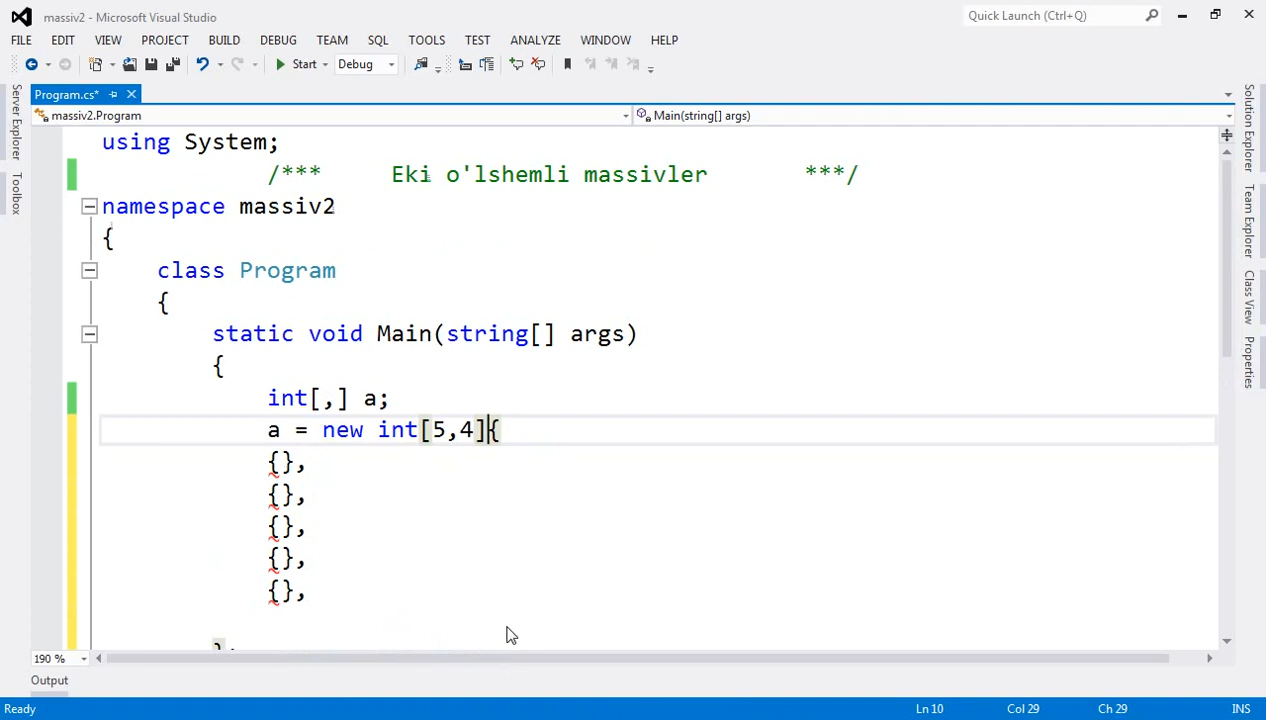 massiv2 - Microsoft Visual Studio
Quick Launch (Ctrl+Q)
FILE EDIT VIEW PROJECT BUILD DEBUG TEAM SQL TOOLS TEST ANALYZE WINDOW HELP
Start Debug
Program.cs*
massiv2.Program Main(string[] args)
Server Explorer
Toolbox
Solution Explorer
Team Explorer
Class View
Properties
using System;
/*** Eki o'lshemli massivler ***/
namespace massiv2
{
class Program
{
static void Main(string[] args)
{
int[,] a;
a = new int[5,4]{
{},
{},
{},
{},
{},
};
190 %
Output
Ready Ln 10 Col 29 Ch 29 INS